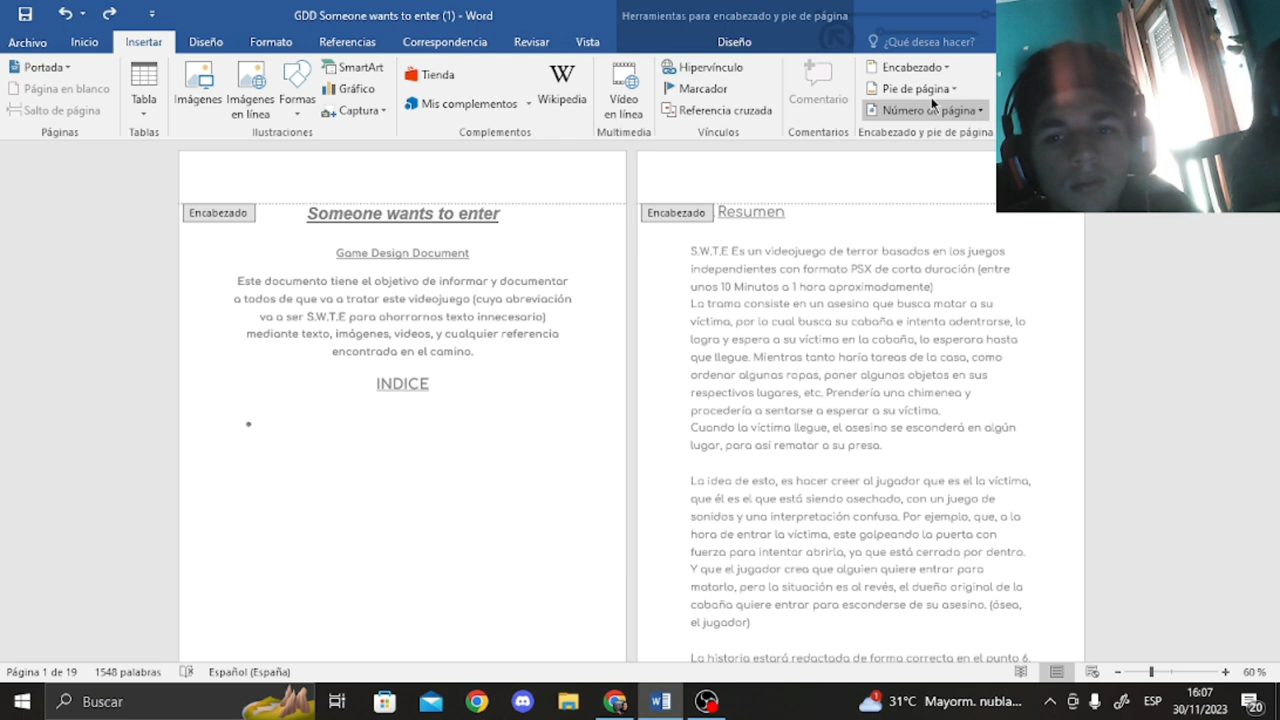 GDD Someone wants to enter (1) - Word
Herramientas para encabezado y pie de página
Archivo Inicio Insertar Diseño Formato Referencias Correspondencia Revisar Vista Diseño ¿Qué desea hacer?
Portada
Página en blanco
Salto de página
Páginas
Tabla
Tablas
Imágenes
Imágenes en línea
Formas
SmartArt
Gráfico
Captura
Ilustraciones
Tienda
Mis complementos
Wikipedia
Complementos
Vídeo en línea
Multimedia
Hipervínculo
Marcador
Referencia cruzada
Vínculos
Comentario
Comentarios
Encabezado
Pie de página
Número de página
Encabezado y pie de página
Encabezado
Someone wants to enter
Game Design Document
Este documento tiene el objetivo de informar y documentar
a todos de que va a tratar este videojuego (cuya abreviación
va a ser S.W.T.E para ahorrarnos texto innecesario)
mediante texto, imágenes, videos, y cualquier referencia
encontrada en el camino.
INDICE
Encabezado
Resumen
S.W.T.E Es un videojuego de terror basados en los juegos
independientes con formato PSX de corta duración (entre
unos 10 Minutos a 1 hora aproximadamente)
La trama consiste en un asesino que busca matar a su
víctima, por lo cual busca su cabaña e intenta adentrarse, lo
logra y espera a su víctima en la cabaña, lo esperara hasta
que llegue. Mientras tanto haría tareas de la casa, como
ordenar algunas ropas, poner algunos objetos en sus
respectivos lugares, etc. Prendería una chimenea y
procedería a sentarse a esperar a su víctima.
Cuando la víctima llegue, el asesino se esconderá en algún
lugar, para así rematar a su presa.
La idea de esto, es hacer creer al jugador que es el la víctima,
que él es el que está siendo asechado, con un juego de
sonidos y una interpretación confusa. Por ejemplo, que, a la
hora de entrar la víctima, este golpeando la puerta con
fuerza para intentar abrirla, ya que está cerrada por dentro.
Y que el jugador crea que alguien quiere entrar para
matarlo, pero la situación es al revés, el dueño original de la
cabaña quiere entrar para esconderse de su asesino. (ósea,
el jugador)
La historia estará redactada de forma correcta en el punto 6.
Página 1 de 19 1548 palabras Español (España) 60 %
Buscar
31°C Mayorm. nubla...
ESP
16:07
30/11/2023
20